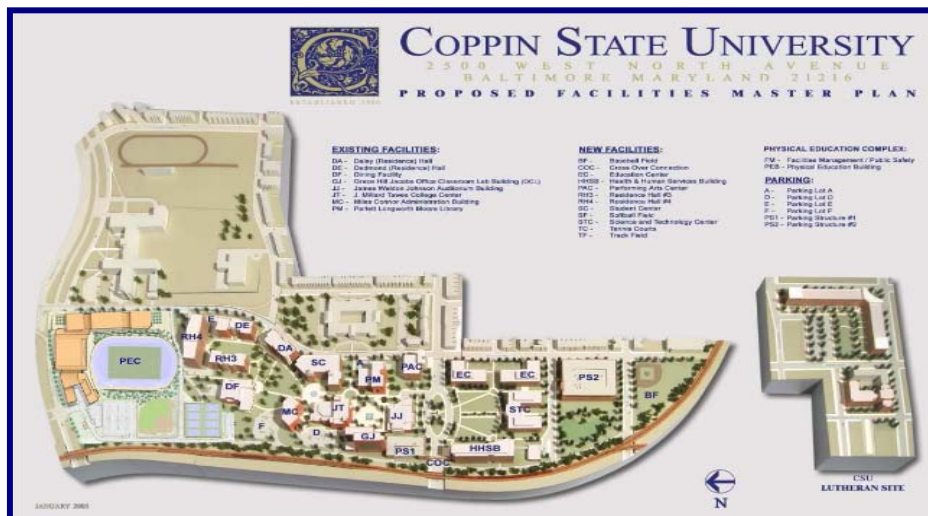 COPPIN STATE UNIVERSITY
2500 WEST NORTH AVENUE
BALTIMORE MARYLAND 21216
PROPOSED FACILITIES MASTER PLAN
ESTABLISHED 1900
EXISTING FACILITIES:
DA - Daley (Residence) Hall
DE - Dedmond (Residence) Hall
DF - Dining Facility
GJ - Grace Hill Jacobs Office Classroom Lab Building (OCL)
JJ - James Weldon Johnson Auditorium Building
JT - J. Millard Tawes College Center
MC - Miles Connor Administration Building
PM - Parlett Longworth Moore Library
NEW FACILITIES:
BF - Baseball Field
COC - Cross Over Connection
EC - Education Center
HHSB - Health & Human Services Building
PAC - Performing Arts Center
RH3 - Residence Hall #3
RH4 - Residence Hall #4
SC - Student Center
SF - Softball Field
STC - Science and Technology Center
TC - Tennis Courts
TF - Track Field
PHYSICAL EDUCATION COMPLEX:
FM - Facilities Management / Public Safety
PEB - Physical Education Building
PARKING:
A - Parking Lot A
D - Parking Lot D
E - Parking Lot E
F - Parking Lot F
PS1 - Parking Structure #1
PS2 - Parking Structure #2
PEC
RH4
E
DE
RH3
DF
DA
SC
A
PM
PAC
MC
JT
F
D
GJ
JJ
PS1
COC
EC
EC
STC
HHSB
PS2
BF
N
CSU
LUTHERAN SITE
JANUARY